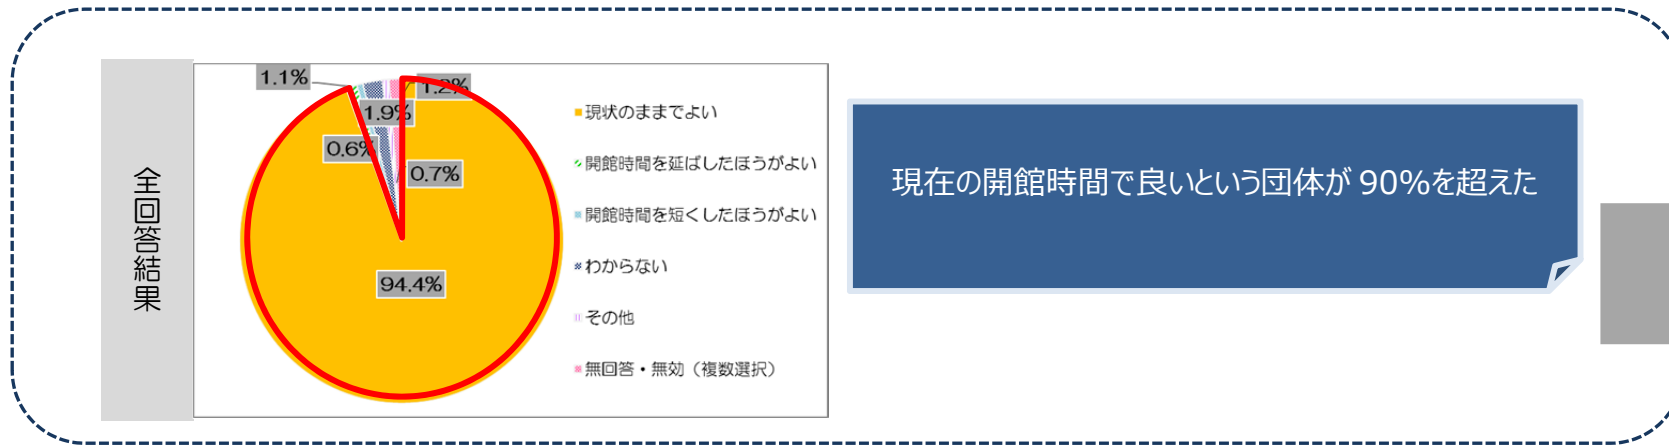 全回答結果
1.1%
1.2%
1.9%
0.6%
0.7%
94.4%
現状のままでよい
開館時間を延ばしたほうがよい
開館時間を短くしたほうがよい
わからない
その他
無回答・無効（複数選択）
現在の開館時間で良いという団体が 90%を超えた